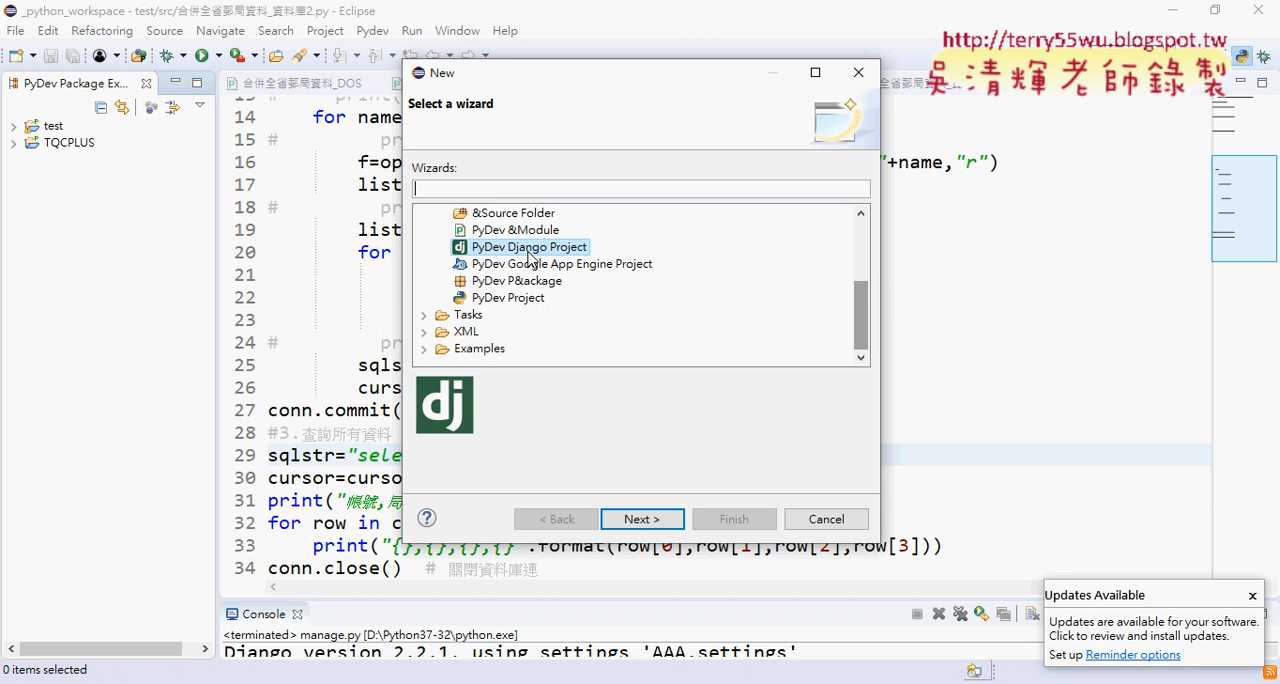 _python_workspace - test/src/合併全省郵局資料_資料庫2.py - Eclipse
File Edit Refactoring Source Navigate Search Project Pydev Run Window Help
http://terry55wu.blogspot.tw
吳清輝老師錄製
PyDev Package Ex...
合併全省郵局資料_DOS
test
TQCPLUS
New
Select a wizard
Wizards:
&Source Folder
PyDev &Module
PyDev Django Project
PyDev Google App Engine Project
PyDev P&ackage
PyDev Project
Tasks
XML
Examples
dj
< Back
Next >
Finish
Cancel
14 for name
15 # pr
16 f=op "+name,"r")
17 list
18 # pr
19 list
20 for
21
22
23
24 # pr
25 sqls
26 curs
27 conn.commit(
28 #3.查詢所有資料
29 sqlstr="sele
30 cursor=curso
31 print("帳號,局
32 for row in c
33 print("{},{},{},{}".format(row[0],row[1],row[2],row[3]))
34 conn.close() # 關閉資料庫連
Console
<terminated> manage.py [D:\Python37-32\python.exe]
Django version 2.2.1, using settings 'AAA.settings'
Updates Available
Updates are available for your software.
Click to review and install updates.
Set up Reminder options
0 items selected